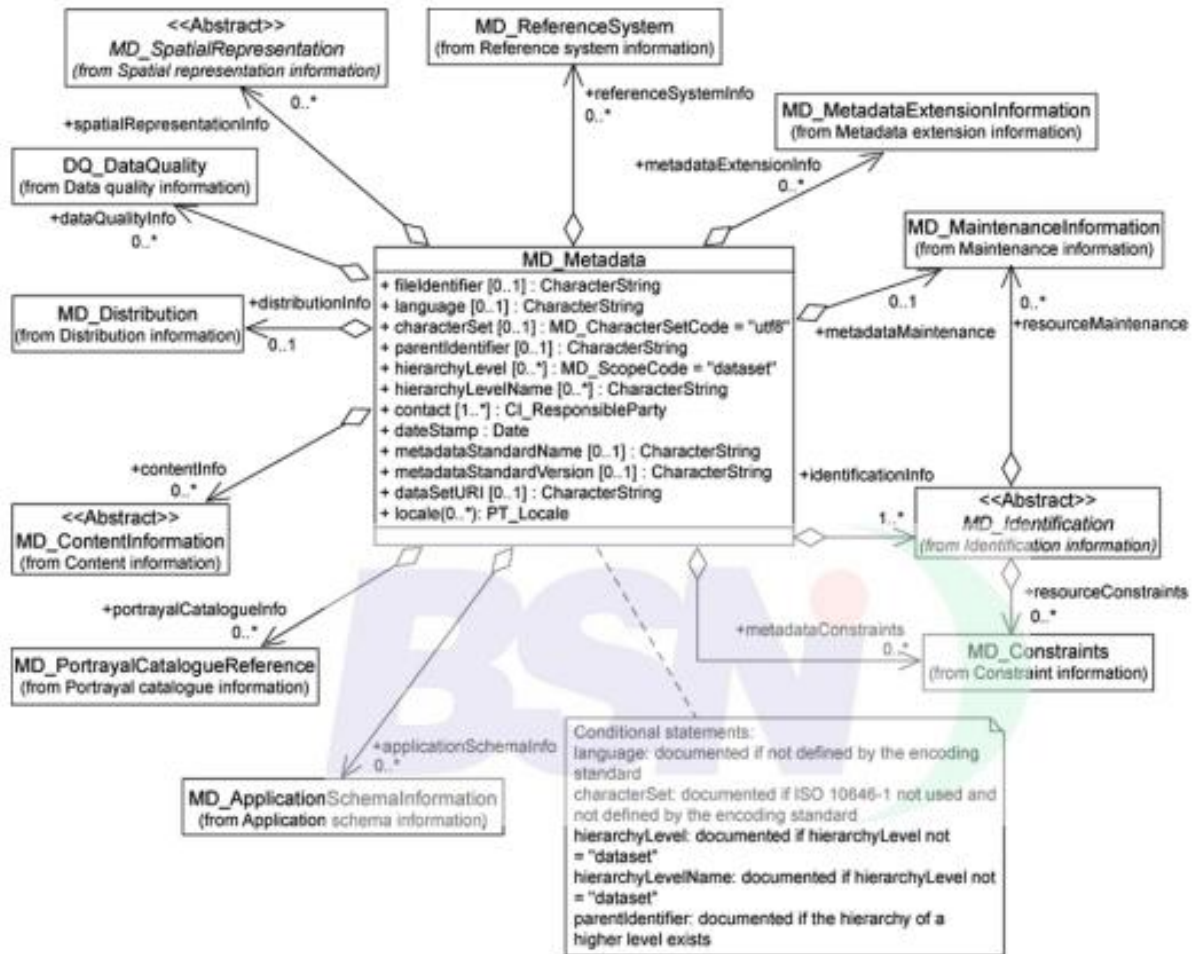 <<Abstract>>
MD_SpatialRepresentation
(from Spatial representation information)
0..*
+spatialRepresentationInfo
MD_ReferenceSystem
(from Reference system information)
+referenceSystemInfo
0..*
MD_MetadataExtensionInformation
(from Metadata extension information)
+metadataExtensionInfo
0..*
DQ_DataQuality
(from Data quality information)
+dataQualityInfo
0..*
MD_MaintenanceInformation
(from Maintenance information)
0..1
+metadataMaintenance
0..*
+resourceMaintenance
MD_Distribution
(from Distribution information)
+distributionInfo
0..1
MD_Metadata
+ fileIdentifier [0..1] : CharacterString
+ language [0..1] : CharacterString
+ characterSet [0..1] : MD_CharacterSetCode = "utf8"
+ parentIdentifier [0..1] : CharacterString
+ hierarchyLevel [0..*] : MD_ScopeCode = "dataset"
+ hierarchyLevelName [0..*] : CharacterString
+ contact [1..*] : CI_ResponsibleParty
+ dateStamp : Date
+ metadataStandardName [0..1] : CharacterString
+ metadataStandardVersion [0..1] : CharacterString
+ dataSetURI [0..1] : CharacterString
+ locale(0..*): PT_Locale
+contentInfo
0..*
<<Abstract>>
MD_ContentInformation
(from Content information)
+identificationInfo
1..*
<<Abstract>>
MD_Identification
(from Identification information)
+resourceConstraints
0..*
+portrayalCatalogueInfo
0..*
MD_PortrayalCatalogueReference
(from Portrayal catalogue information)
+metadataConstraints
0..*
MD_Constraints
(from Constraint information)
+applicationSchemaInfo
0..*
MD_ApplicationSchemaInformation
(from Application schema information)
BSN
Conditional statements:
language: documented if not defined by the encoding
standard
characterSet: documented if ISO 10646-1 not used and
not defined by the encoding standard
hierarchyLevel: documented if hierarchyLevel not
= "dataset"
hierarchyLevelName: documented if hierarchyLevel not
= "dataset"
parentIdentifier: documented if the hierarchy of a
higher level exists